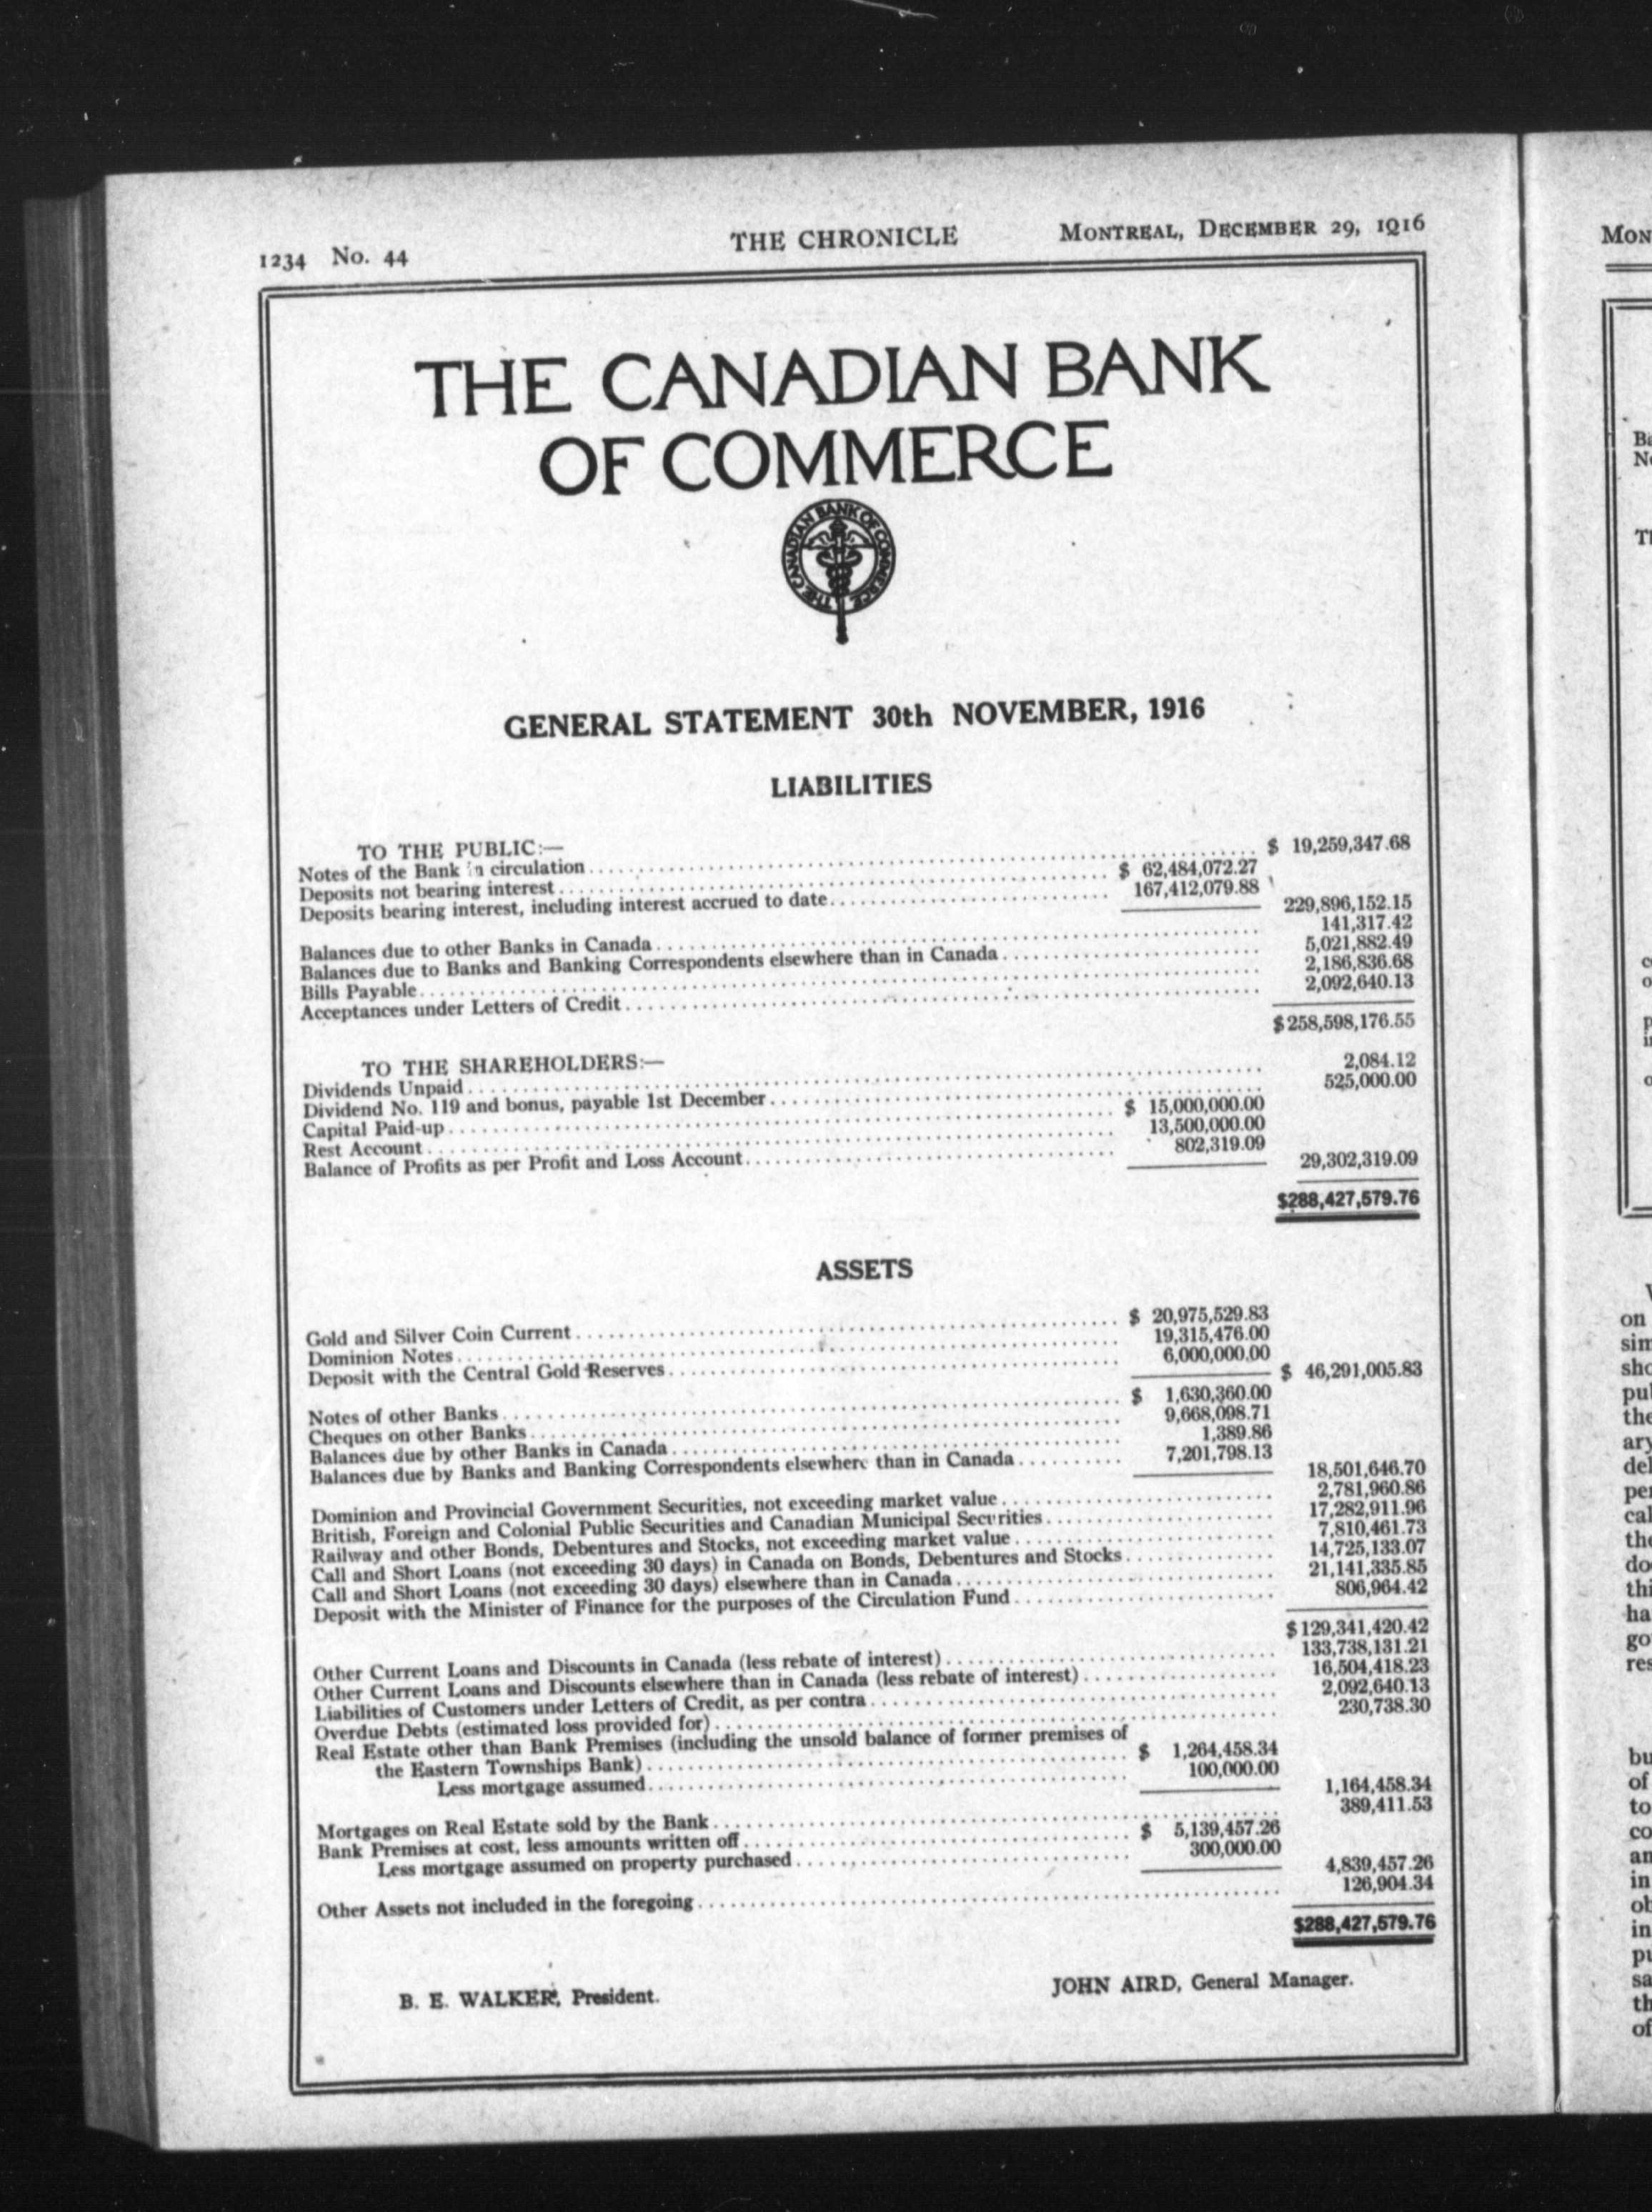 1234 No. 44 THE CHRONICLE MONTREAL, DECEMBER 29, 1916
THE CANADIAN BANK
OF COMMERCE
THE CANADIAN BANK OF COMMERCE
GENERAL STATEMENT 30th NOVEMBER, 1916
LIABILITIES
TO THE PUBLIC:—
Notes of the Bank in circulation $ 19,259,347.68
Deposits not bearing interest $ 62,484,072.27
Deposits bearing interest, including interest accrued to date 167,412,079.88
229,896,152.15
Balances due to other Banks in Canada 141,317.42
Balances due to Banks and Banking Correspondents elsewhere than in Canada 5,021,882.49
Bills Payable 2,186,836.68
Acceptances under Letters of Credit 2,092,640.13
$258,598,176.55
TO THE SHAREHOLDERS:—
Dividends Unpaid 2,084.12
Dividend No. 119 and bonus, payable 1st December 525,000.00
Capital Paid-up $ 15,000,000.00
Rest Account 13,500,000.00
Balance of Profits as per Profit and Loss Account 802,319.09
29,302,319.09
$288,427,579.76
ASSETS
Gold and Silver Coin Current $ 20,975,529.83
Dominion Notes 19,315,476.00
Deposit with the Central Gold Reserves 6,000,000.00
$ 46,291,005.83
Notes of other Banks $ 1,630,360.00
Cheques on other Banks 9,668,098.71
Balances due by other Banks in Canada 1,389.86
Balances due by Banks and Banking Correspondents elsewhere than in Canada 7,201,798.13
18,501,646.70
Dominion and Provincial Government Securities, not exceeding market value 2,781,960.86
British, Foreign and Colonial Public Securities and Canadian Municipal Securities 17,282,911.96
Railway and other Bonds, Debentures and Stocks, not exceeding market value 7,810,461.73
Call and Short Loans (not exceeding 30 days) in Canada on Bonds, Debentures and Stocks 14,725,133.07
Call and Short Loans (not exceeding 30 days) elsewhere than in Canada 21,141,335.85
Deposit with the Minister of Finance for the purposes of the Circulation Fund 806,964.42
$129,341,420.42
Other Current Loans and Discounts in Canada (less rebate of interest) 133,738,131.21
Other Current Loans and Discounts elsewhere than in Canada (less rebate of interest) 16,504,418.23
Liabilities of Customers under Letters of Credit, as per contra 2,092,640.13
Overdue Debts (estimated loss provided for) 230,738.30
Real Estate other than Bank Premises (including the unsold balance of former premises of
the Eastern Townships Bank) $ 1,264,458.34
Less mortgage assumed 100,000.00
1,164,458.34
Mortgages on Real Estate sold by the Bank 389,411.53
Bank Premises at cost, less amounts written off $ 5,139,457.26
Less mortgage assumed on property purchased 300,000.00
4,839,457.26
Other Assets not included in the foregoing 126,904.34
$288,427,579.76
B. E. WALKER, President. JOHN AIRD, General Manager.